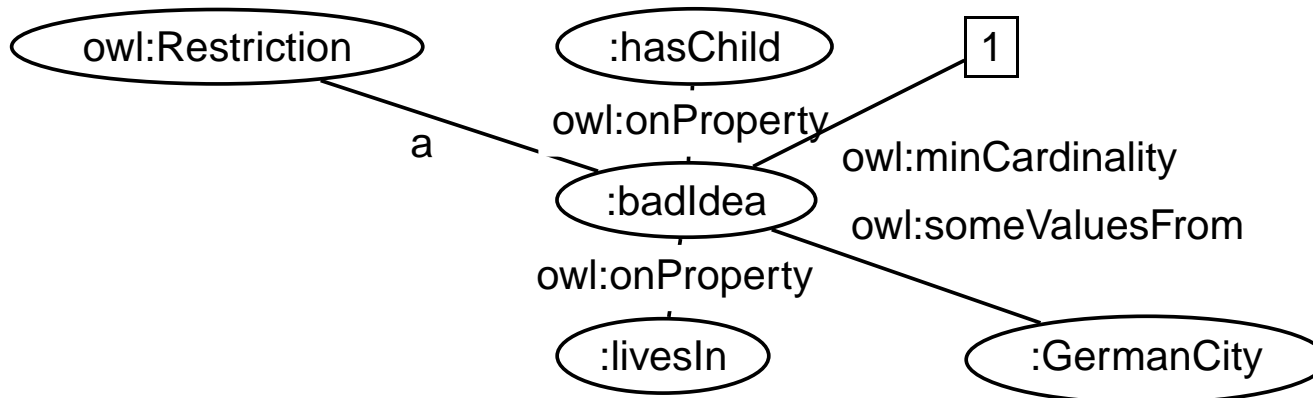 owl:Restriction
:hasChild
1
owl:onProperty
a
owl:minCardinality
:badIdea
owl:someValuesFrom
owl:onProperty
:livesIn
:GermanCity